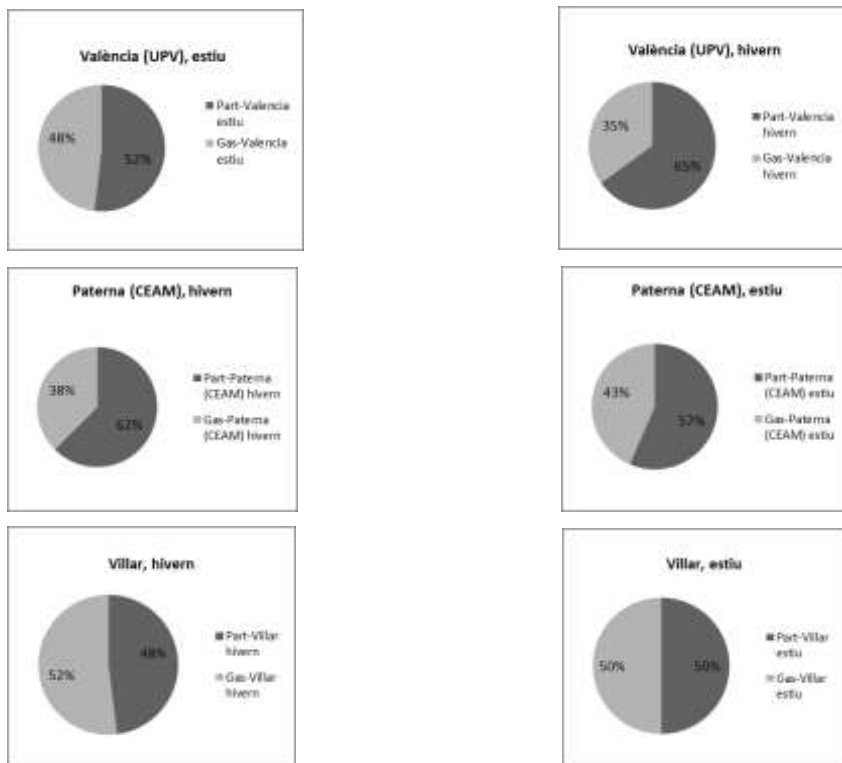 València (UPV), estiu
48%
52%
Part-Valencia
estiu
Gas-Valencia
estiu
València (UPV), hivern
35%
65%
Part-Valencia
hivern
Gas-Valencia
hivern
Paterna (CEAM), hivern
38%
62%
Part-Paterna
(CEAM) hivern
Gas-Paterna
(CEAM) hivern
Paterna (CEAM), estiu
43%
57%
Part-Paterna
(CEAM) estiu
Gas-Paterna
(CEAM) estiu
Villar, hivern
52%
48%
Part-Villar
hivern
Gas-Villar
hivern
Villar, estiu
50%
50%
Part-Villar
estiu
Gas-Villar
estiu